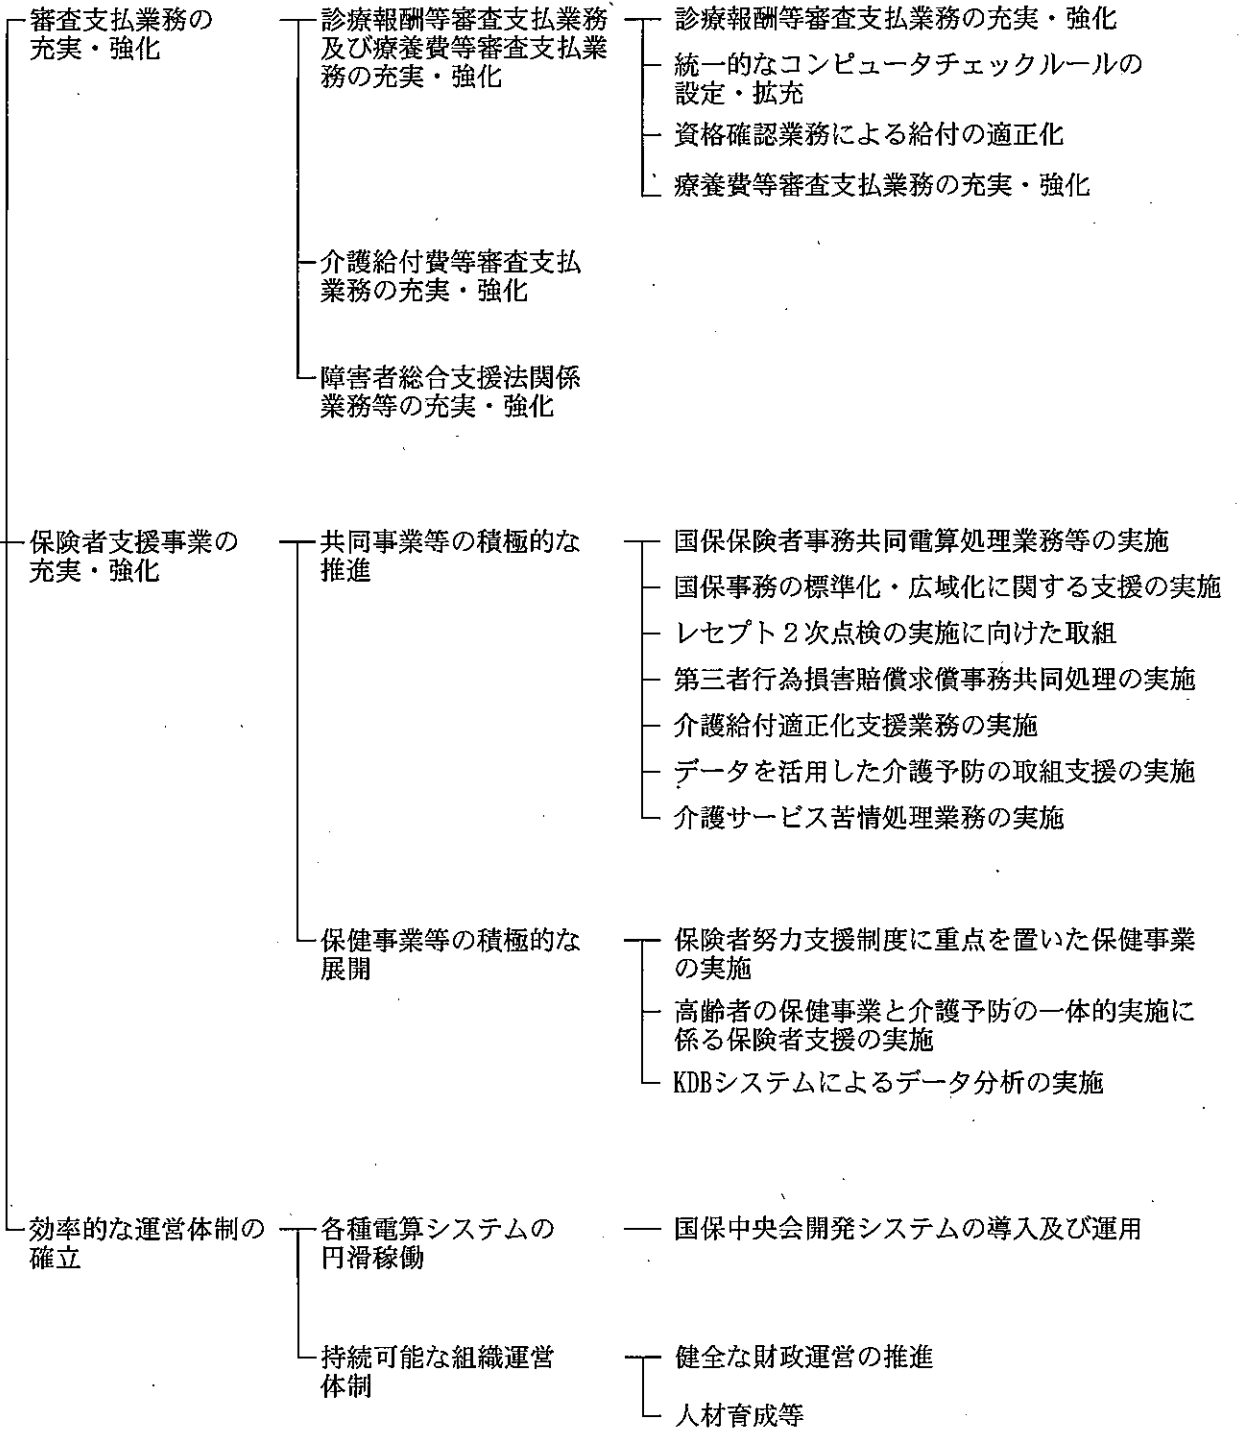 審査支払業務の
充実・強化
診療報酬等審査支払業務
及び療養費等審査支払業
務の充実・強化
診療報酬等審査支払業務の充実・強化
統一的なコンピュータチェックルールの
設定・拡充
資格確認業務による給付の適正化
療養費等審査支払業務の充実・強化
介護給付費等審査支払
業務の充実・強化
障害者総合支援法関係
業務等の充実・強化
保険者支援事業の
充実・強化
共同事業等の積極的な
推進
国保保険者事務共同電算処理業務等の実施
国保事務の標準化・広域化に関する支援の実施
レセプト2次点検の実施に向けた取組
第三者行為損害賠償求償事務共同処理の実施
介護給付適正化支援業務の実施
データを活用した介護予防の取組支援の実施
介護サービス苦情処理業務の実施
保健事業等の積極的な
展開
保険者努力支援制度に重点を置いた保健事業
の実施
高齢者の保健事業と介護予防の一体的実施に
係る保険者支援の実施
KDBシステムによるデータ分析の実施
効率的な運営体制の
確立
各種電算システムの
円滑稼働
国保中央会開発システムの導入及び運用
持続可能な組織運営
体制
健全な財政運営の推進
人材育成等